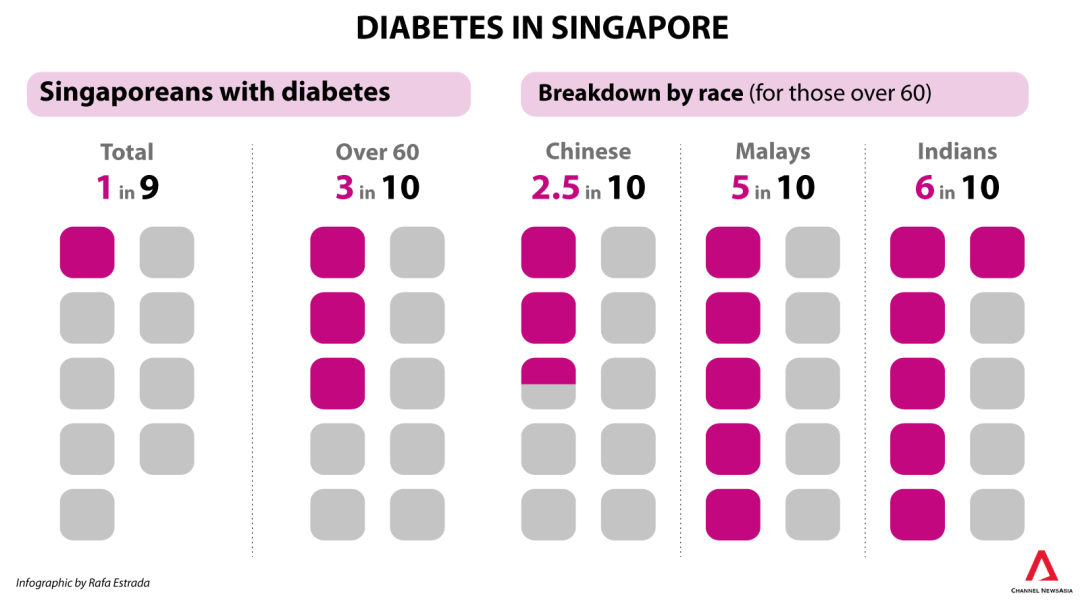 DIABETES IN SINGAPORE
Singaporeans with diabetes
Total
1 in 9
Over 60
3 in 10
Breakdown by race (for those over 60)
Chinese
2.5 in 10
Malays
5 in 10
Indians
6 in 10
Infographic by Rafa Estrada
CHANNEL NEWSASIA